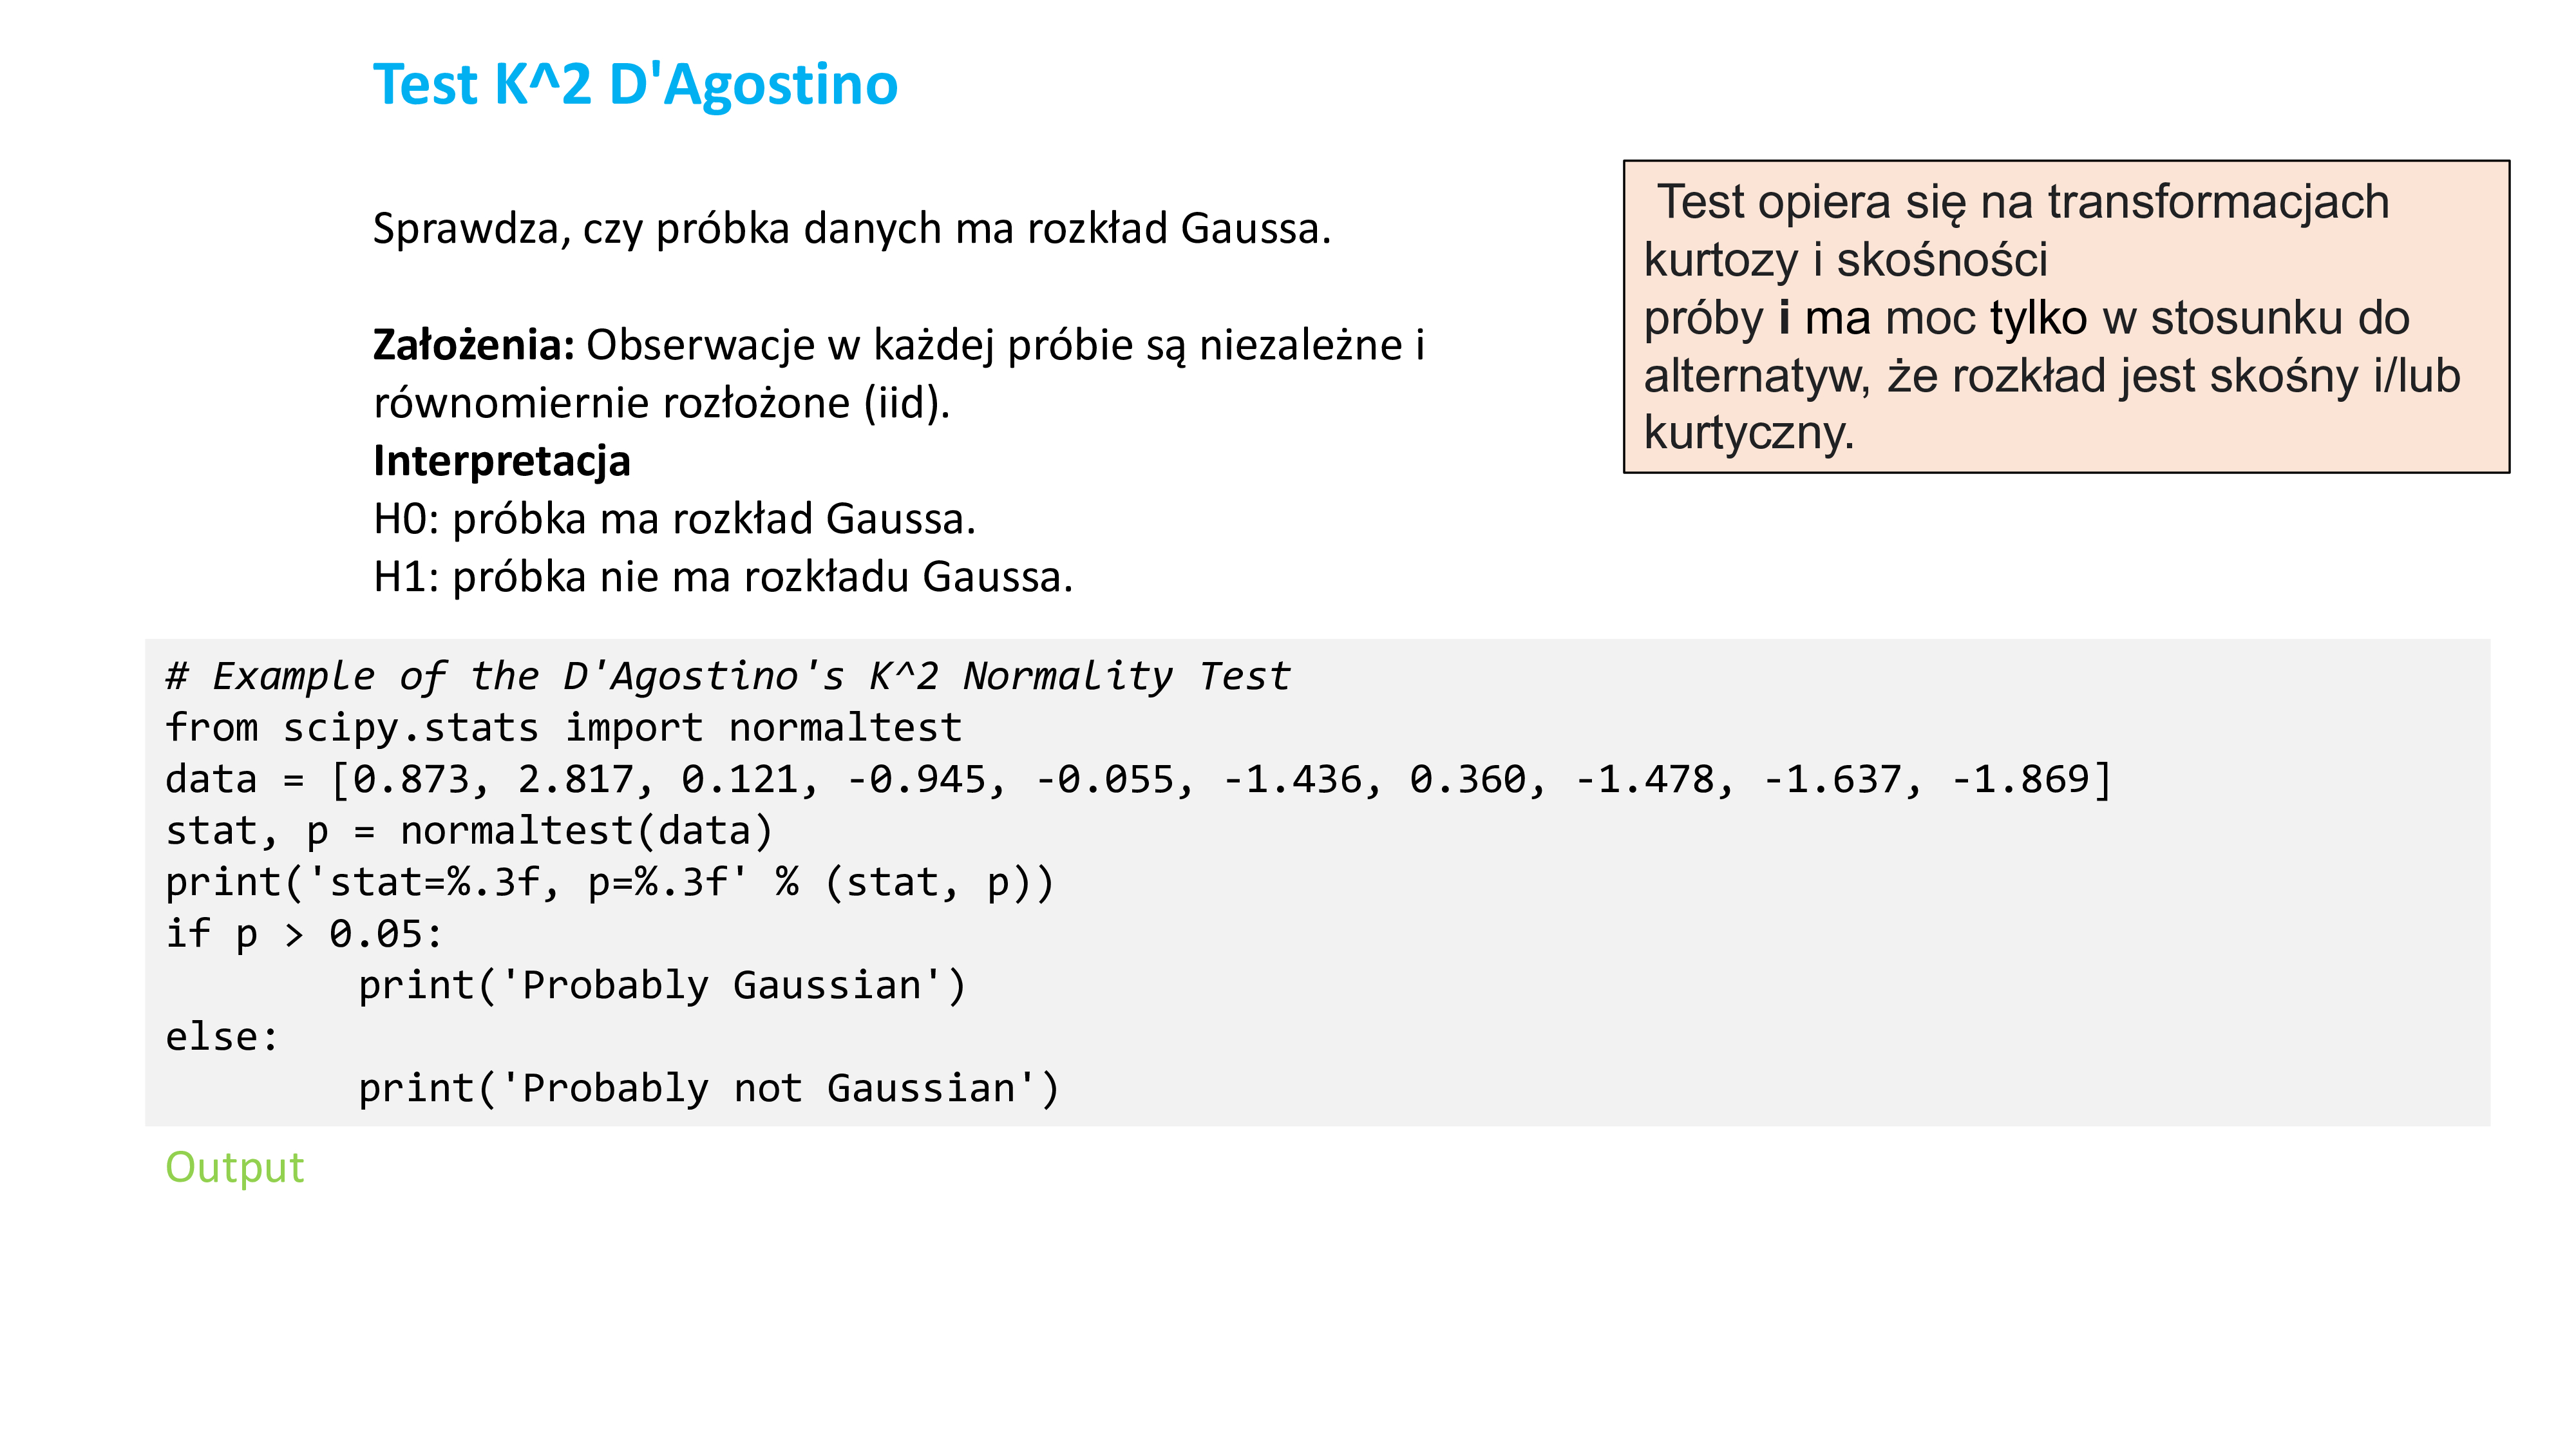 Test K^2 D'Agostino
Sprawdza, czy próbka danych ma rozkład Gaussa.
Założenia: Obserwacje w każdej próbie są niezależne i
równomiernie rozłożone (iid).
Interpretacja
H0: próbka ma rozkład Gaussa.
H1: próbka nie ma rozkładu Gaussa.
Test opiera się na transformacjach
kurtozy i skośności
próby i ma moc tylko w stosunku do
alternatyw, że rozkład jest skośny i/lub
kurtyczny.
# Example of the D'Agostino's K^2 Normality Test
from scipy.stats import normaltest
data = [0.873, 2.817, 0.121, -0.945, -0.055, -1.436, 0.360, -1.478, -1.637, -1.869]
stat, p = normaltest(data)
print('stat=%.3f, p=%.3f' % (stat, p))
if p > 0.05:
print('Probably Gaussian')
else:
print('Probably not Gaussian')
Output